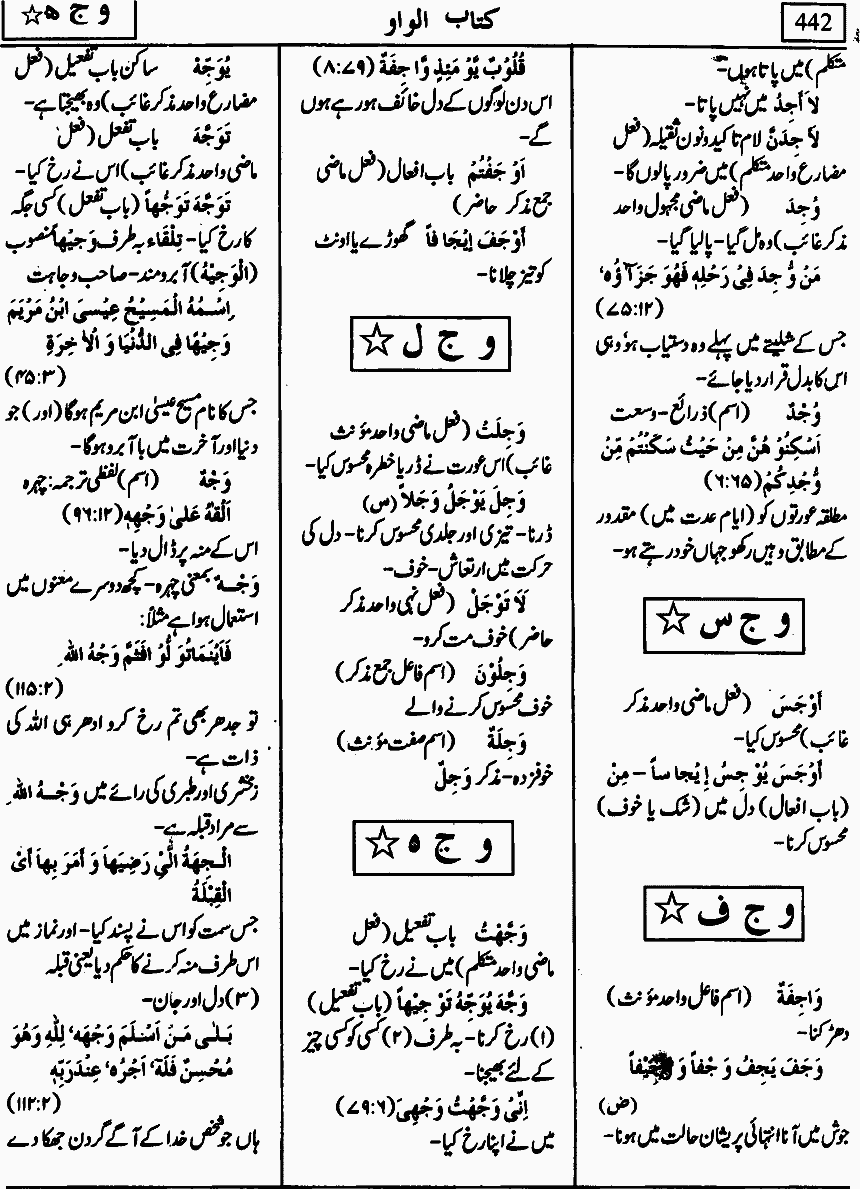 442
کتاب الواو
و ج ه ☆
متکلم) میں پاتا ہوں-
لَا اَجِدُ میں نہیں پاتا-
لَاَ جِدَنَّ لام تاکید و نون ثقیلہ (فعل
مضارع واحد متکلم) میں ضرور پالوں گا-
وُجِدَ (فعل ماضی مجہول واحد
مذکر غائب) وہ مل گیا- پالیا گیا-
مَنْ وُّجِدَ فِیْ رَحْلِهٖ فَهُوَ جَزَآؤُهٗ
(۷۵:۱۲)
جس کے شلیتے میں پہلے وہ دستیاب ہو وہی
اس کا بدل قرار دیا جائے-
وُجْدٌ (اسم) ذرائع- وسعت
اَسْکِنُوْ هُنَّ مِنْ حَیْثُ سَکَنْتُمْ مِّنْ
وُّجْدِکُمْ (۶:۶۵)
مطلقہ عورتوں کو (ایام عدت میں) مقدور
کے مطابق وہیں رکھو جہاں خود رہتے ہو-
و ج س ☆
اَوْجَسَ (فعل ماضی واحد مذکر
غائب) محسوس کیا-
اَوْجَسَ یُوْ جِسُ اِیْجا ساً - مِنْ
(باب افعال) دل میں (شک یا خوف)
محسوس کرنا-
و ج ف ☆
وَاجِفَةٌ (اسم فاعل واحد مؤنث)
دھڑکنا-
وَجَفَ یَجِفُ وَ جْفاً وَ
(ض)
جوش میں آنا انتہائی پریشان حالت میں ہونا-
قُلُوْبٌ یَّوْ مَئِذٍ وَّاجِفَةٌ (۸:۷۹)
اس دن لوگوں کے دل خائف ہو رہے ہوں
گے-
اَوْ جَفْتُمْ باب افعال (فعل ماضی
جمع مذکر حاضر)
اَوْجَفَ اِیْجَا فاً گھوڑے یا اونٹ
کو تیز چلانا-
و ج ل ☆
وَجِلَتْ (فعل ماضی واحد مؤنث
غائب) اس عورت نے ڈر یا خطرہ محسوس کیا-
وَجِلَ یَوْجَلُ وَجَلاً (س)
ڈرنا- تیزی اور جلدی محسوس کرنا- دل کی
حرکت میں ارتعاش- خوف-
لَا تَوْجَلْ (فعل نہی واحد مذکر
حاضر) خوف مت کرو-
وَجِلُوْنَ (اسم فاعل جمع مذکر)
خوف محسوس کرنے والے
وَجِلَةٌ (اسم صفت مؤنث)
خوفزدہ- مذکر وَجِلٌ
و ج ه ☆
وَجَّهْتُ باب تفعیل (فعل
ماضی واحد متکلم) میں نے رخ کیا-
وَجَّهَ یُوَجِّهُ تَوْ جِیْهاً (باب تفعیل)
(۱) رخ کرنا- بہ طرف (۲) کسی کو کسی چیز
کے لئے بھیجنا-
اِنِّیْ وَجَّهْتُ وَجْهِیَ (۷۹:۶)
میں نے اپنا رخ کیا-
یُوَجِّهْ ساکن باب تفعیل (فعل
مضارع واحد مذکر غائب) وہ بھیجتا ہے-
تَوَجَّهَ باب تفعل (فعل
ماضی واحد مذکر غائب) اس نے رخ کیا-
تَوَجَّهَ تَوَجُّهاً (باب تفعل) کسی جگہ
کا رخ کیا- تِلْقَاء بہ طرف وَجِیْهاً منصوب
(اَلْوَجِیْهُ) آبرومند- صاحب وجاہت
اِسْمُهُ الْمَسِیْحُ عِیْسَی ابْنُ مَرْیَمَ
وَجِیْهًا فِی الدُّنْیَا وَ الْاٰ خِرَةِ
(۴۵:۳)
جس کا نام مسیح عیسیٰ ابن مریم ہوگا (اور) جو
دنیا اور آخرت میں با آبرو ہوگا-
وَجْهٌ (اسم) لفظی ترجمہ: چہرہ
اَلْقٰهُ عَلٰی وَجْهِهٖ (۹۶:۱۲)
اس کے منہ پر ڈال دیا-
وَجْهٌ بمعنی چہرہ- کچھ دوسرے معنوں میں
استعمال ہوا ہے مثلاً:
فَاَیْنَمَا تُوَ لُّوْ افَثَمَّ وَجْهُ اللّٰهِ
(۱۱۵:۲)
تو جدھر بھی تم رخ کرو ادھر ہی اللہ کی
ذات ہے-
زمخشری اور طبری کی رائے میں وَجْهُ اللّٰهِ
سے مراد قبلہ ہے-
اَلْجِهَةُ الَّتِیْ رَضِیَهاَ وَ اَمَرَ بِهاَ اَیْ
الْقِبْلَةُ
جس سمت کو اس نے پسند کیا- اور نماز میں
اس طرف منہ کرنے کا حکم دیا یعنی قبلہ
(۳) دل اور جان-
بَلٰی مَنْ اَسْلَمَ وَجْهَهٗ لِلّٰهِ وَهُوَ
مُحْسِنٌ فَلَهٗ اَجْرُهٗ عِنْدَ رَبِّهٖ
(۱۱۲:۲)
ہاں جو شخص خدا کے آگے گردن جھکا دے